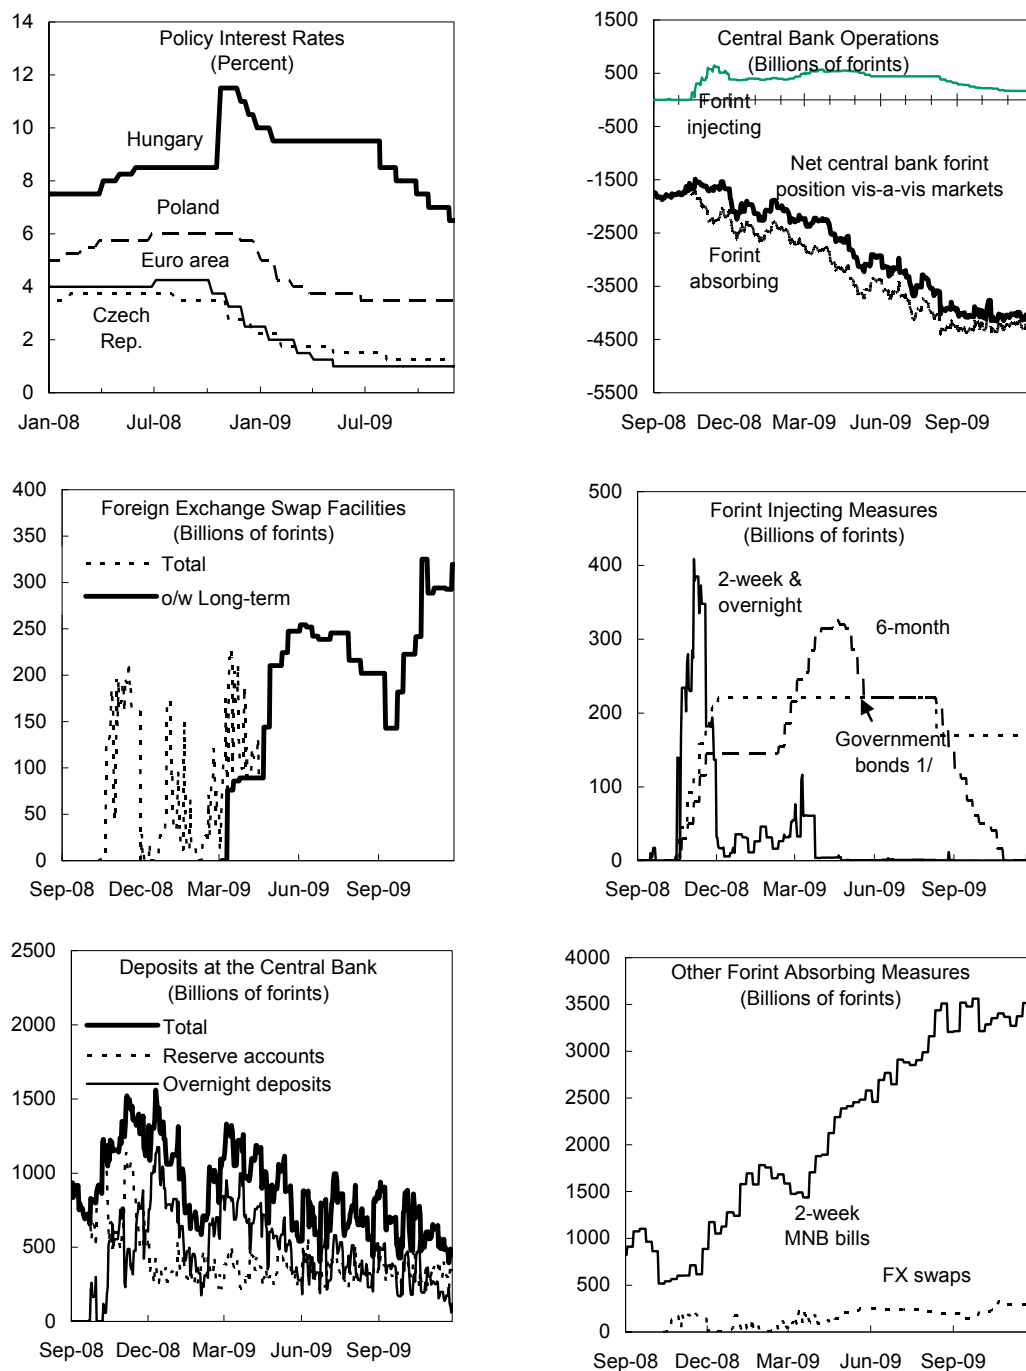 Policy Interest Rates
(Percent)
14
12
10
8
6
4
2
0
Hungary
Poland
Euro area
Czech
Rep.
Jan-08
Jul-08
Jan-09
Jul-09
Central Bank Operations
(Billions of forints)
1500
500
-500
-1500
-2500
-3500
-4500
-5500
Forint
injecting
Net central bank forint
position vis-a-vis markets
Forint
absorbing
Sep-08
Dec-08
Mar-09
Jun-09
Sep-09
Foreign Exchange Swap Facilities
(Billions of forints)
400
350
300
250
200
150
100
50
0
Total
o/w Long-term
Sep-08
Dec-08
Mar-09
Jun-09
Sep-09
Forint Injecting Measures
(Billions of forints)
500
400
300
200
100
0
2-week &
overnight
6-month
Government
bonds 1/
Sep-08
Dec-08
Mar-09
Jun-09
Sep-09
Deposits at the Central Bank
(Billions of forints)
2500
2000
1500
1000
500
0
Total
Reserve accounts
Overnight deposits
Sep-08
Dec-08
Mar-09
Jun-09
Sep-09
Other Forint Absorbing Measures
(Billions of forints)
4000
3500
3000
2500
2000
1500
1000
500
0
2-week
MNB bills
FX swaps
Sep-08
Dec-08
Mar-09
Jun-09
Sep-09